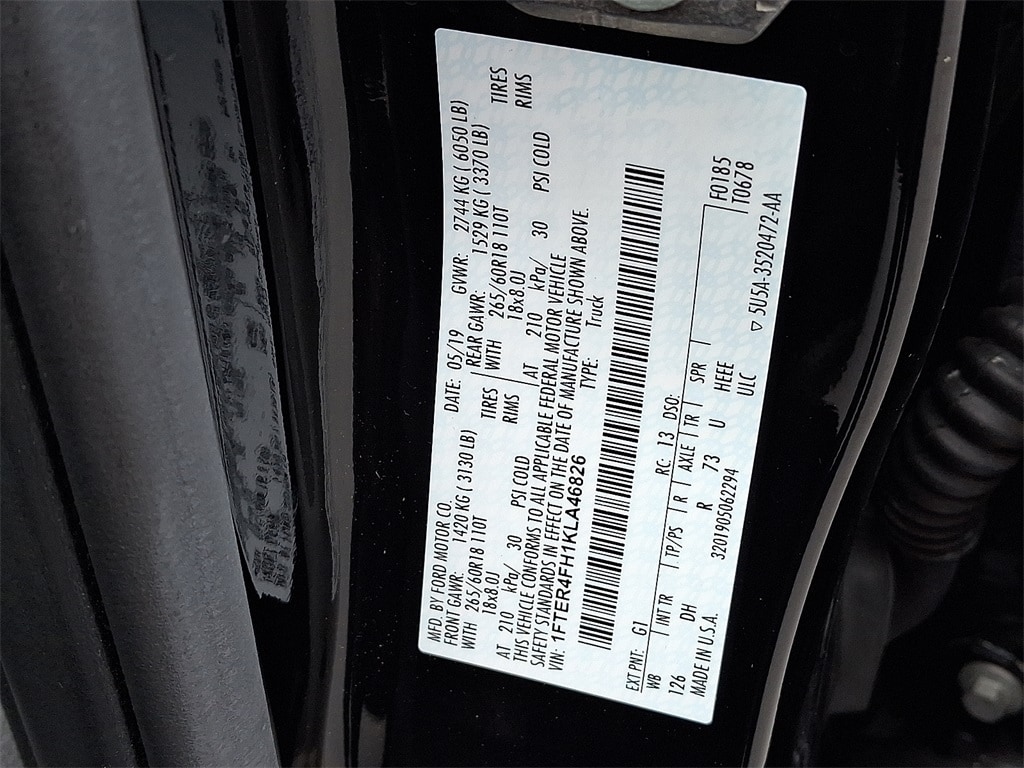 MFD. BY FORD MOTOR CO.
DATE: 05/19 GVWR: 2744 KG ( 6050 LB)
FRONT GAWR: 1420 KG ( 3130 LB) REAR GAWR: 1529 KG ( 3370 LB)
WITH 265/60R18 110T TIRES WITH 265/60R18 110T TIRES
18x8.0J RIMS 18x8.0J RIMS
AT 210 kPa/ 30 PSI COLD AT 210 kPa/ 30 PSI COLD
THIS VEHICLE CONFORMS TO ALL APPLICABLE FEDERAL MOTOR VEHICLE
SAFETY STANDARDS IN EFFECT ON THE DATE OF MANUFACTURE SHOWN ABOVE.
VIN: 1FTER4FH1KLA46826 TYPE: Truck
EXT PNT: G1 RC: 13 DSO: F0185
WB INT TR TP/PS R AXLE TR SPR T0678
126 DH R 73 U HEEE
MADE IN U.S.A. 3201905062294 UIC
▽ 5U5A-3520472-AA